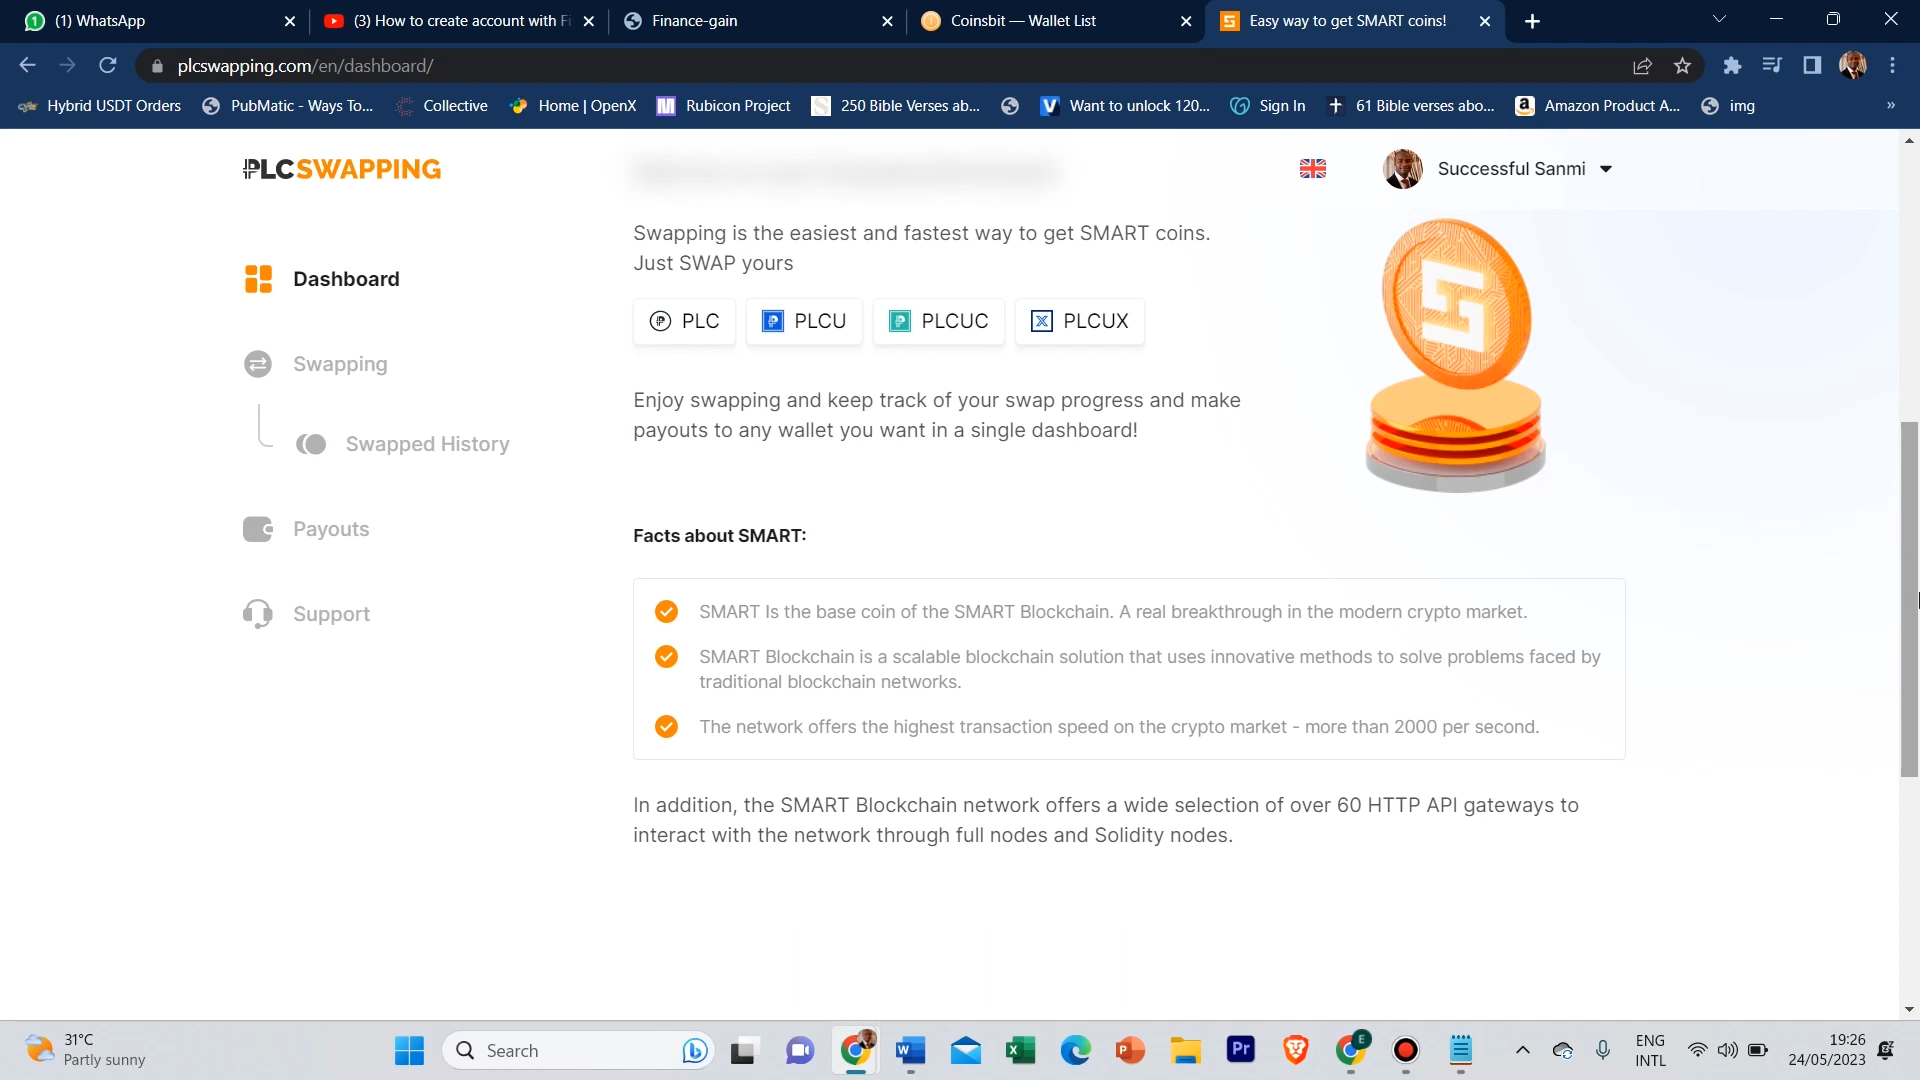 (1) WhatsApp
(3) How to create account with Fi
Finance-gain
Coinsbit — Wallet List
Easy way to get SMART coins!
plcswapping.com/en/dashboard/
Hybrid USDT Orders
PubMatic - Ways To...
Collective
Home | OpenX
Rubicon Project
250 Bible Verses ab...
Want to unlock 120...
Sign In
61 Bible verses abo...
Amazon Product A...
img
»
PLCSWAPPING
Successful Sanmi
Swapping is the easiest and fastest way to get SMART coins.
Just SWAP yours
Dashboard
PLC
PLCU
PLCUC
PLCUX
Swapping
Enjoy swapping and keep track of your swap progress and make
payouts to any wallet you want in a single dashboard!
Swapped History
Payouts
Facts about SMART:
Support
SMART Is the base coin of the SMART Blockchain. A real breakthrough in the modern crypto market.
SMART Blockchain is a scalable blockchain solution that uses innovative methods to solve problems faced by
traditional blockchain networks.
The network offers the highest transaction speed on the crypto market - more than 2000 per second.
In addition, the SMART Blockchain network offers a wide selection of over 60 HTTP API gateways to
interact with the network through full nodes and Solidity nodes.
31°C
Partly sunny
Search
ENG
INTL
19:26
24/05/2023